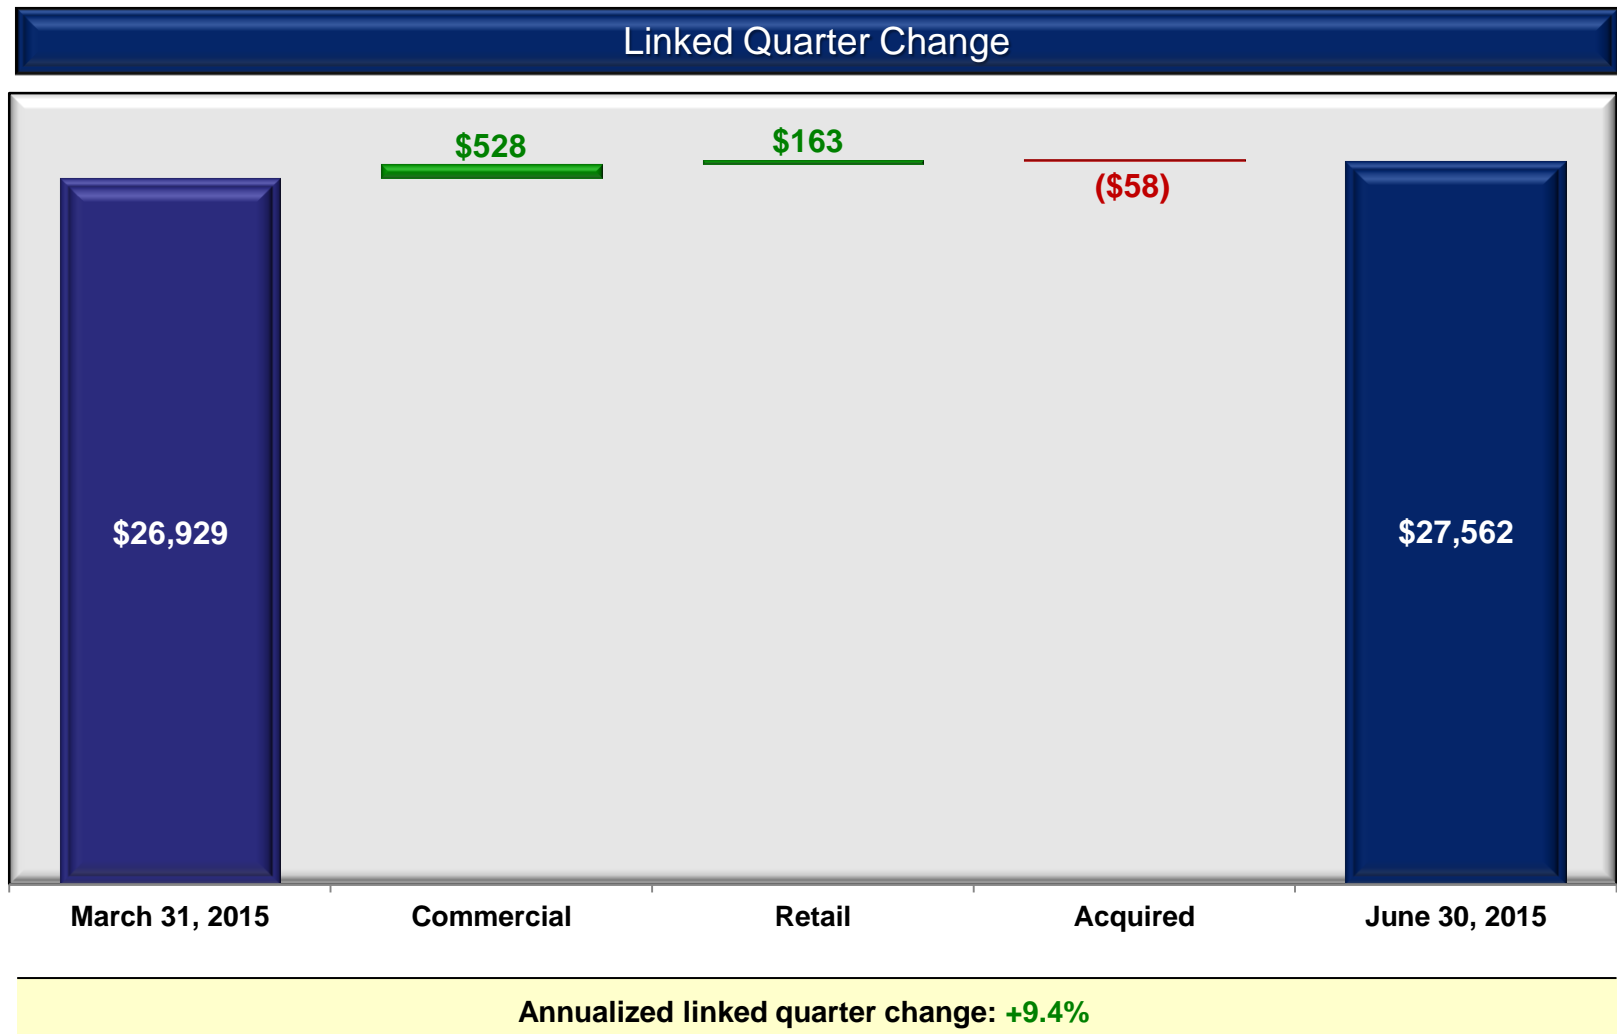 Linked Quarter Change
$528
$163
($58)
$26,929
$27,562
March 31, 2015
Commercial
Retail
Acquired
June 30, 2015
Annualized linked quarter change: +9.4%